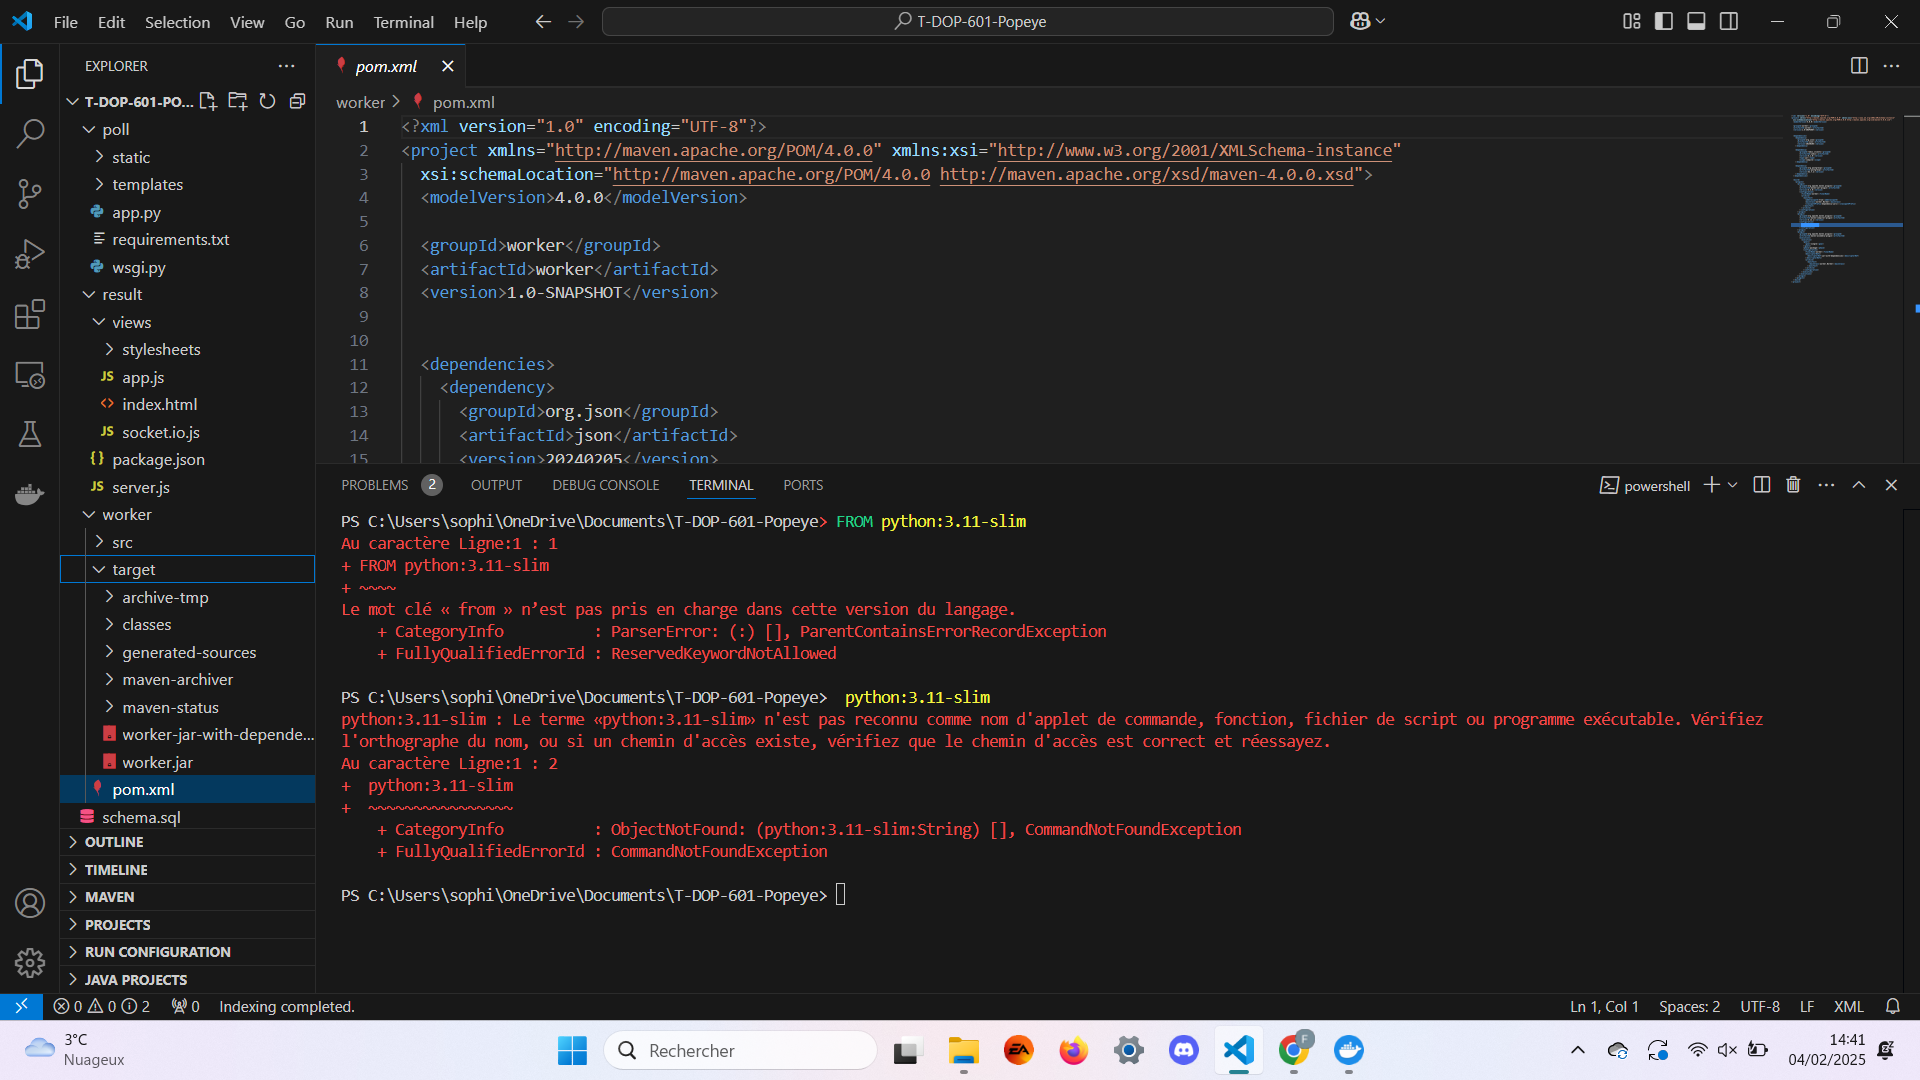 File Edit Selection View Go Run Terminal Help
T-DOP-601-Popeye
EXPLORER
T-DOP-601-PO...
poll
static
templates
app.py
requirements.txt
wsgi.py
result
views
stylesheets
JS app.js
<> index.html
JS socket.io.js
{} package.json
JS server.js
worker
src
target
archive-tmp
classes
generated-sources
maven-archiver
maven-status
worker-jar-with-depende...
worker.jar
pom.xml
schema.sql
OUTLINE
TIMELINE
MAVEN
PROJECTS
RUN CONFIGURATION
JAVA PROJECTS
pom.xml
worker > pom.xml
1 <?xml version="1.0" encoding="UTF-8"?>
2 <project xmlns="http://maven.apache.org/POM/4.0.0" xmlns:xsi="http://www.w3.org/2001/XMLSchema-instance"
3 xsi:schemaLocation="http://maven.apache.org/POM/4.0.0 http://maven.apache.org/xsd/maven-4.0.0.xsd">
4 <modelVersion>4.0.0</modelVersion>
5
6 <groupId>worker</groupId>
7 <artifactId>worker</artifactId>
8 <version>1.0-SNAPSHOT</version>
9
10
11 <dependencies>
12 <dependency>
13 <groupId>org.json</groupId>
14 <artifactId>json</artifactId>
15 <version>20240205</version>
PROBLEMS 2 OUTPUT DEBUG CONSOLE TERMINAL PORTS
powershell
PS C:\Users\sophi\OneDrive\Documents\T-DOP-601-Popeye> FROM python:3.11-slim
Au caractère Ligne:1 : 1
+ FROM python:3.11-slim
+ ~~~~
Le mot clé « from » n’est pas pris en charge dans cette version du langage.
+ CategoryInfo : ParserError: (:) [], ParentContainsErrorRecordException
+ FullyQualifiedErrorId : ReservedKeywordNotAllowed
PS C:\Users\sophi\OneDrive\Documents\T-DOP-601-Popeye> python:3.11-slim
python:3.11-slim : Le terme «python:3.11-slim» n'est pas reconnu comme nom d'applet de commande, fonction, fichier de script ou programme exécutable. Vérifiez
l'orthographe du nom, ou si un chemin d'accès existe, vérifiez que le chemin d'accès est correct et réessayez.
Au caractère Ligne:1 : 2
+ python:3.11-slim
+ ~~~~~~~~~~~~~~~~
+ CategoryInfo : ObjectNotFound: (python:3.11-slim:String) [], CommandNotFoundException
+ FullyQualifiedErrorId : CommandNotFoundException
PS C:\Users\sophi\OneDrive\Documents\T-DOP-601-Popeye>
0 0 2 0 Indexing completed.
Ln 1, Col 1 Spaces: 2 UTF-8 LF XML
3°C
Nuageux
Rechercher
EA
F
14:41
04/02/2025